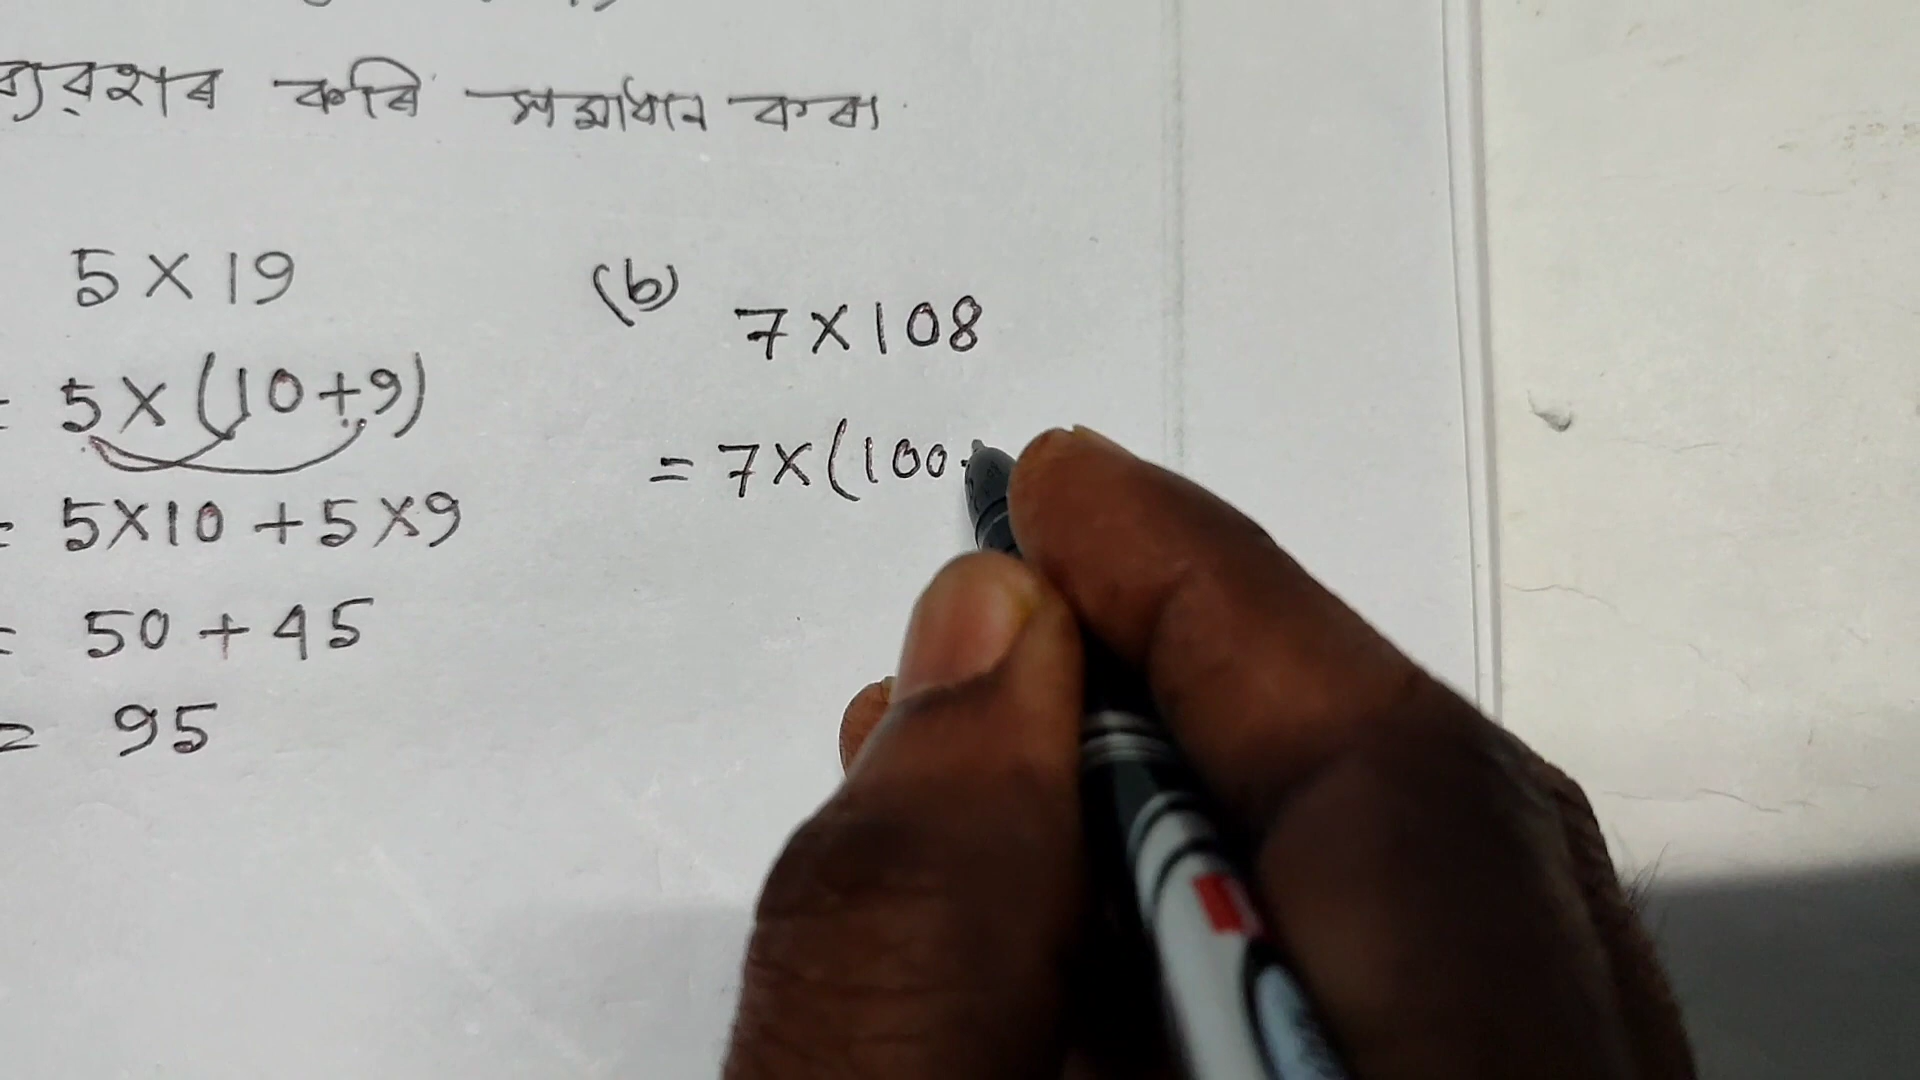 ব্যৱহাৰ কৰি সমাধান কৰা
5 × 19
= 5 × (10 + 9)
= 5 × 10 + 5 × 9
= 50 + 45
= 95
(b) 7 × 108
= 7 × (100